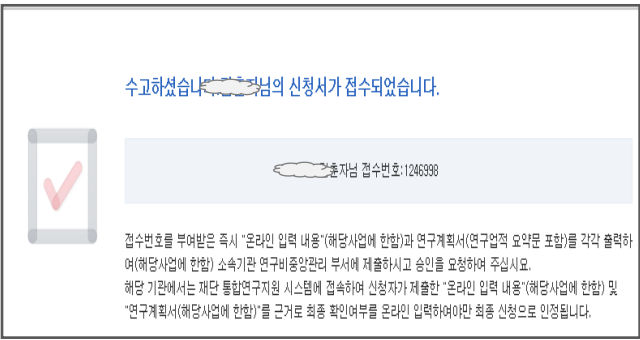 수고하셨습니 님의 신청서가 접수되었습니다.
춘자님 접수번호:1246998
접수번호를 부여받은 즉시 "온라인 입력 내용"(해당사업에 한함)과 연구계획서(연구업적 요약문 포함)를 각각 출력하
여(해당사업에 한함) 소속기관 연구비중앙관리 부서에 제출하시고 승인을 요청하여 주십시요.
해당 기관에서는 재단 통합연구지원 시스템에 접속하여 신청자가 제출한 "온라인 입력 내용"(해당사업에 한함) 및
"연구계획서(해당사업에 한함)"를 근거로 최종 확인여부를 온라인 입력하여야만 최종 신청으로 인정됩니다.